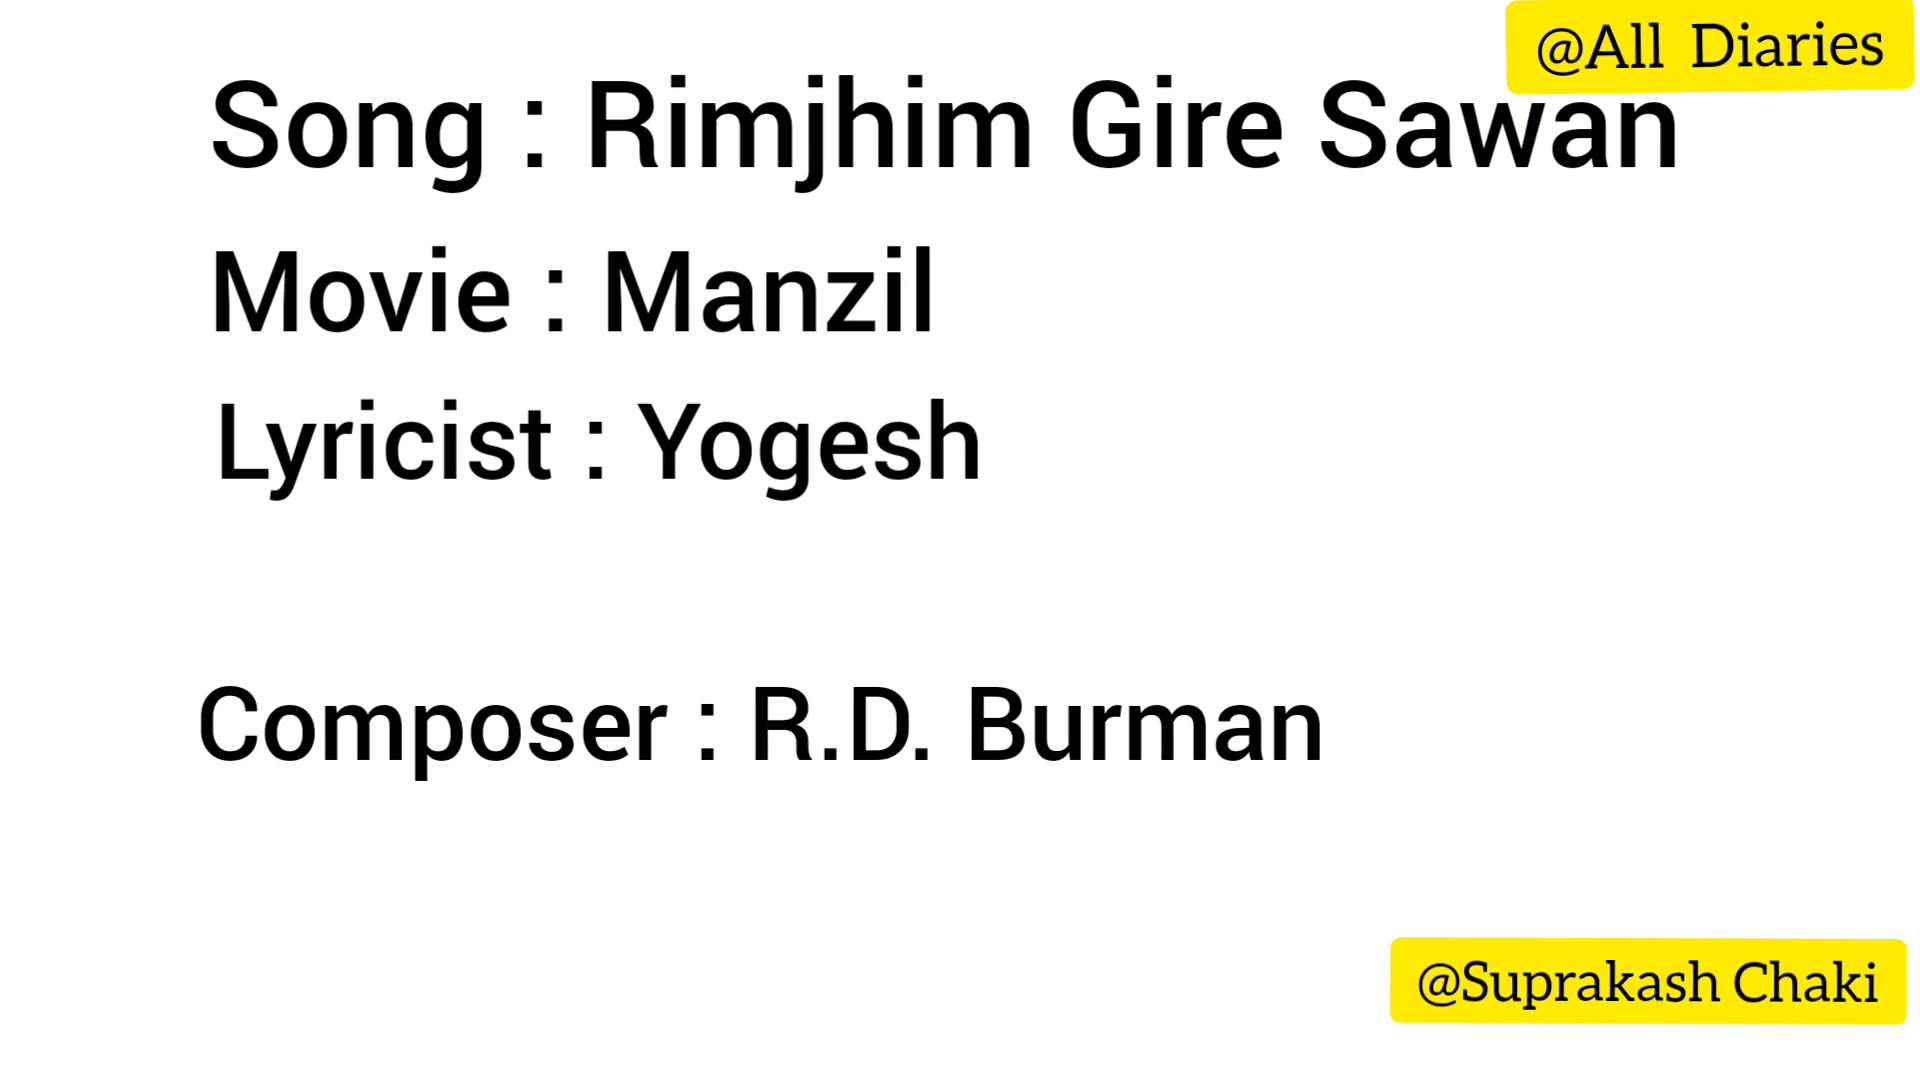 @All Diaries
Song : Rimjhim Gire Sawan
Movie : Manzil
Lyricist : Yogesh
Composer : R.D. Burman
@Suprakash Chaki